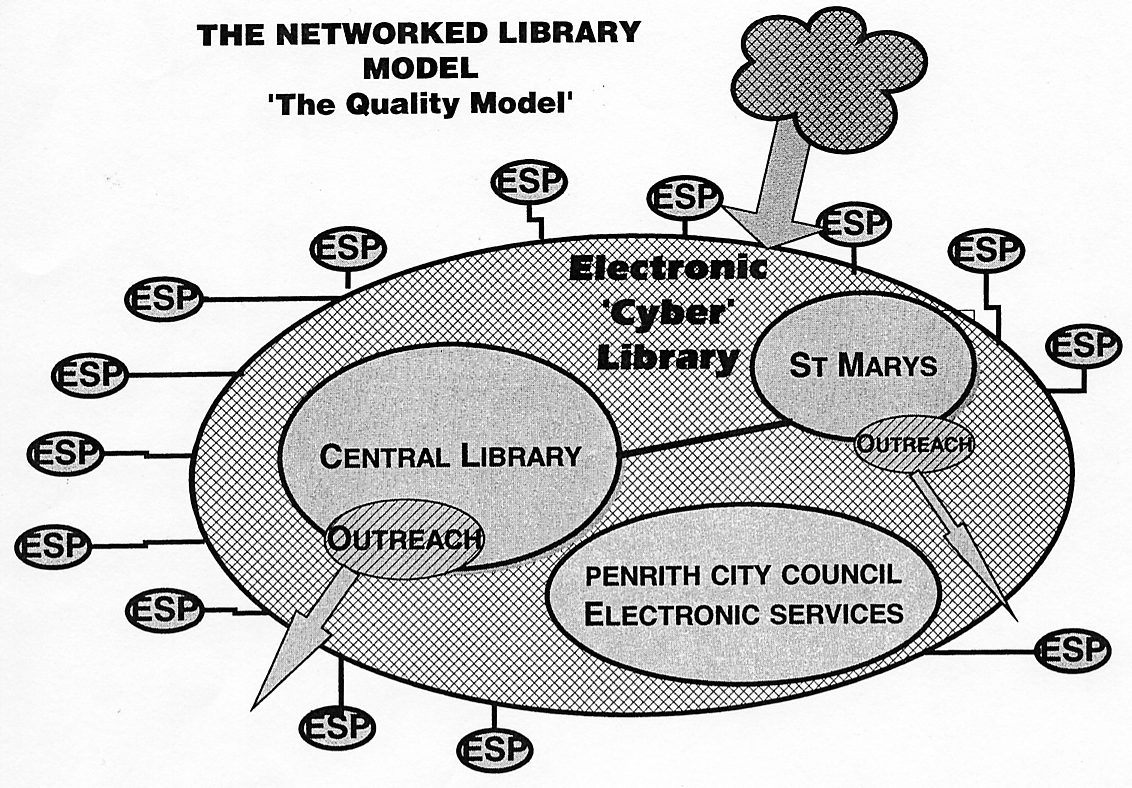 THE NETWORKED LIBRARY
MODEL
'The Quality Model'
ESP
ESP
ESP
ESP
ESP
ESP
Electronic
'Cyber'
Library
ESP
ESP
ST MARYS
ESP
OUTREACH
ESP
CENTRAL LIBRARY
OUTREACH
ESP
PENRITH CITY COUNCIL
ELECTRONIC SERVICES
ESP
ESP
ESP
ESP